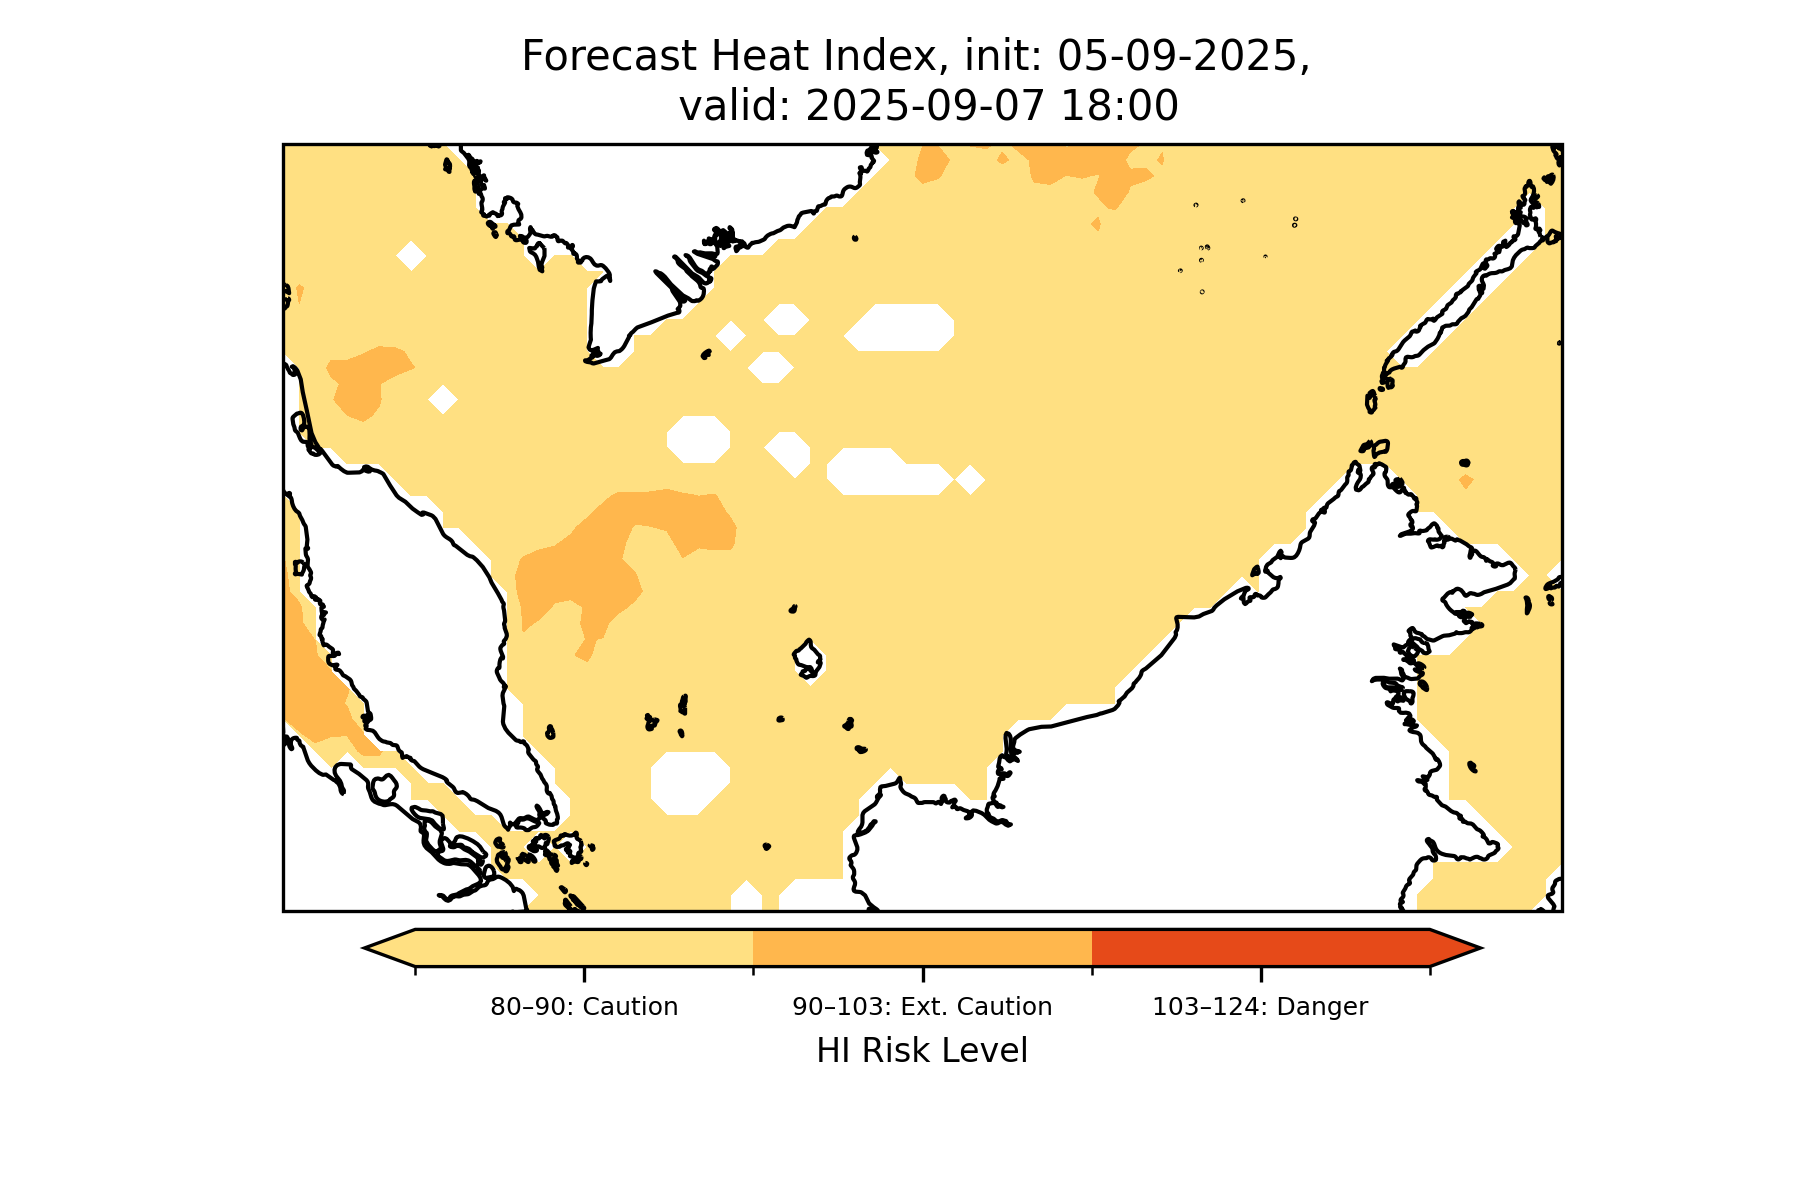 Forecast Heat Index, init: 05-09-2025,
valid: 2025-09-07 18:00
80–90: Caution
90–103: Ext. Caution
103–124: Danger
HI Risk Level